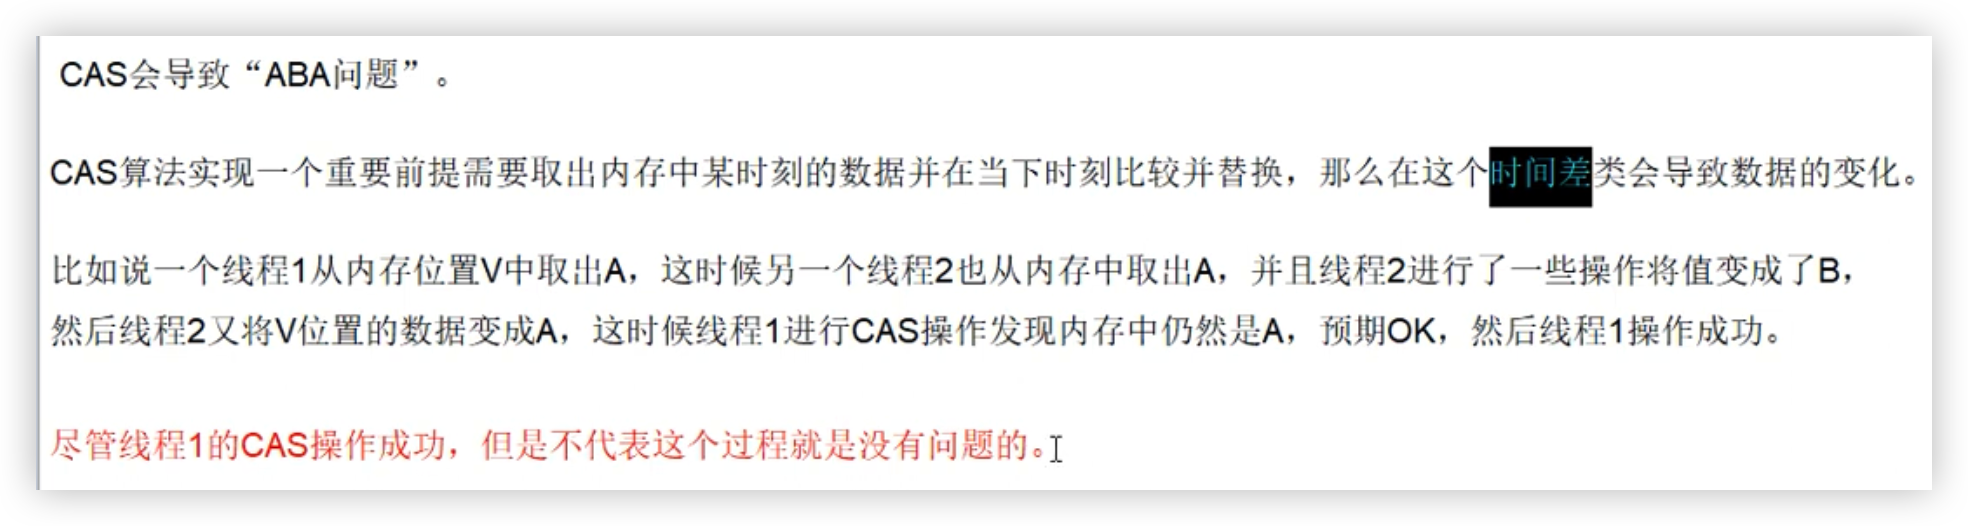 CAS会导致“ABA问题”。
CAS算法实现一个重要前提需要取出内存中某时刻的数据并在当下时刻比较并替换，那么在这个时间差类会导致数据的变化。
比如说一个线程1从内存位置V中取出A，这时候另一个线程2也从内存中取出A，并且线程2进行了一些操作将值变成了B，
然后线程2又将V位置的数据变成A，这时候线程1进行CAS操作发现内存中仍然是A，预期OK，然后线程1操作成功。
尽管线程1的CAS操作成功，但是不代表这个过程就是没有问题的。